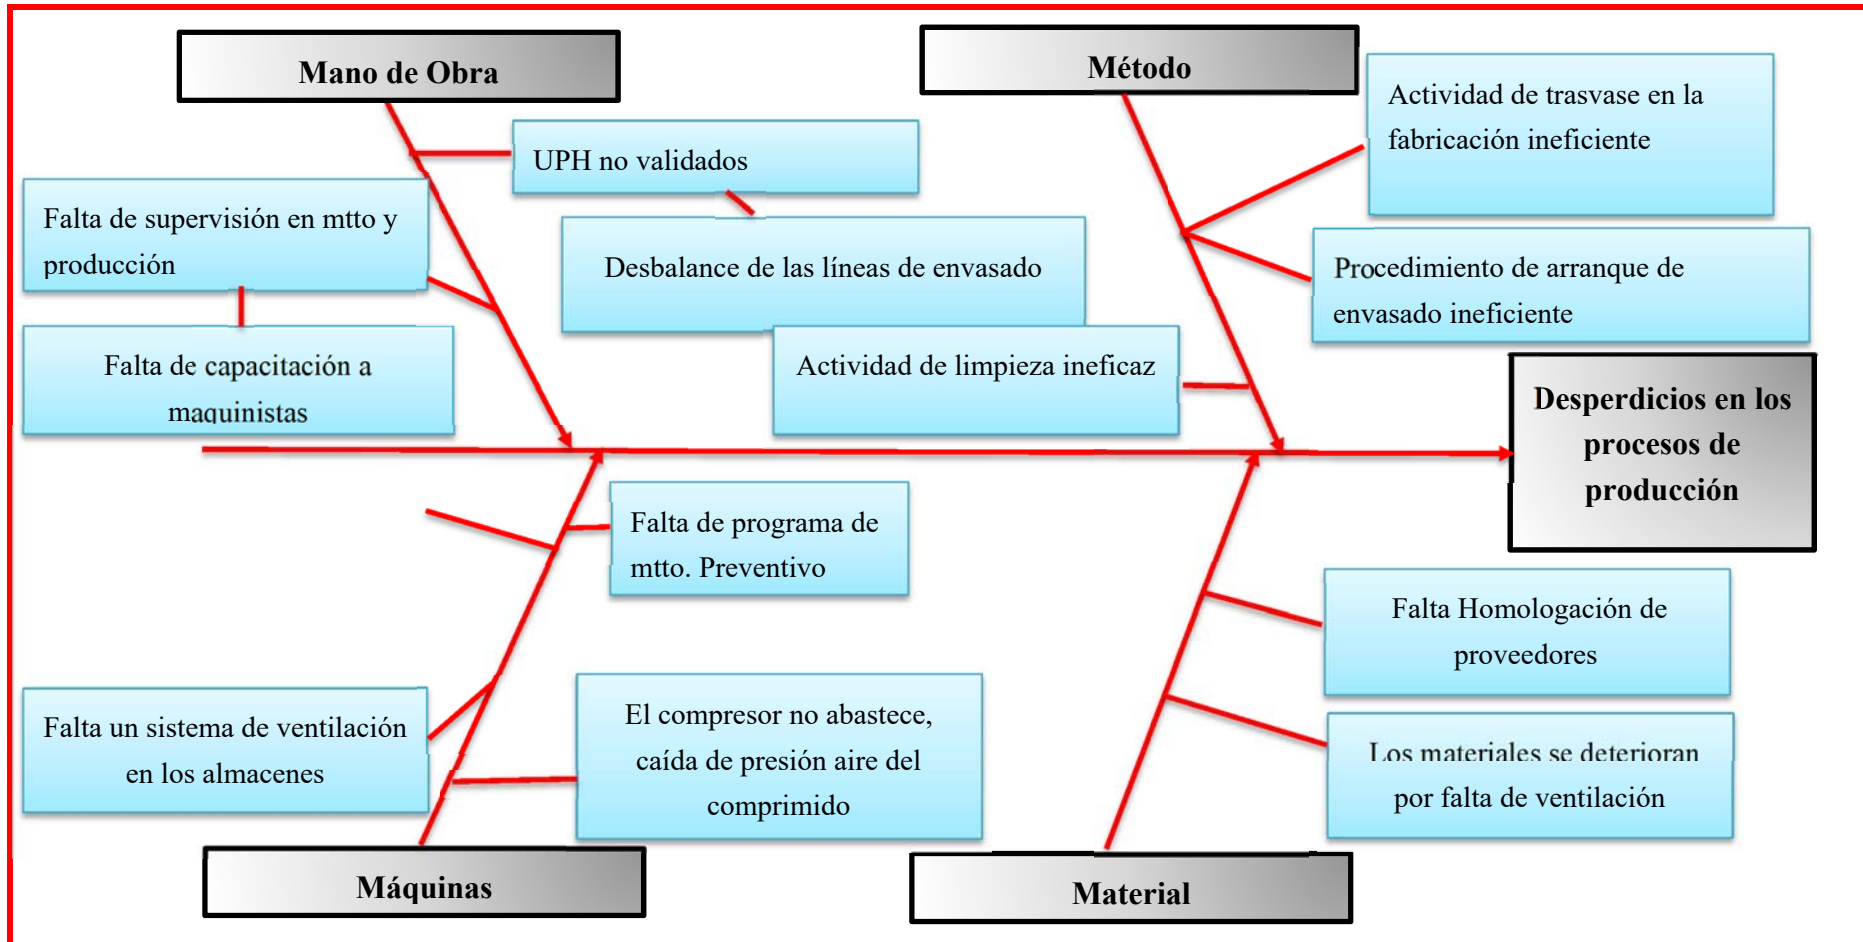 Mano de Obra
Método
Actividad de trasvase en la
fabricación ineficiente
UPH no validados
Falta de supervisión en mtto y
producción
Desbalance de las líneas de envasado
Procedimiento de arranque de
envasado ineficiente
Falta de capacitación a
maquinistas
Actividad de limpieza ineficaz
Desperdicios en los
procesos de
producción
Falta de programa de
mtto. Preventivo
Falta Homologación de
proveedores
Falta un sistema de ventilación
en los almacenes
El compresor no abastece,
caída de presión aire del
comprimido
Los materiales se deterioran
por falta de ventilación
Máquinas
Material